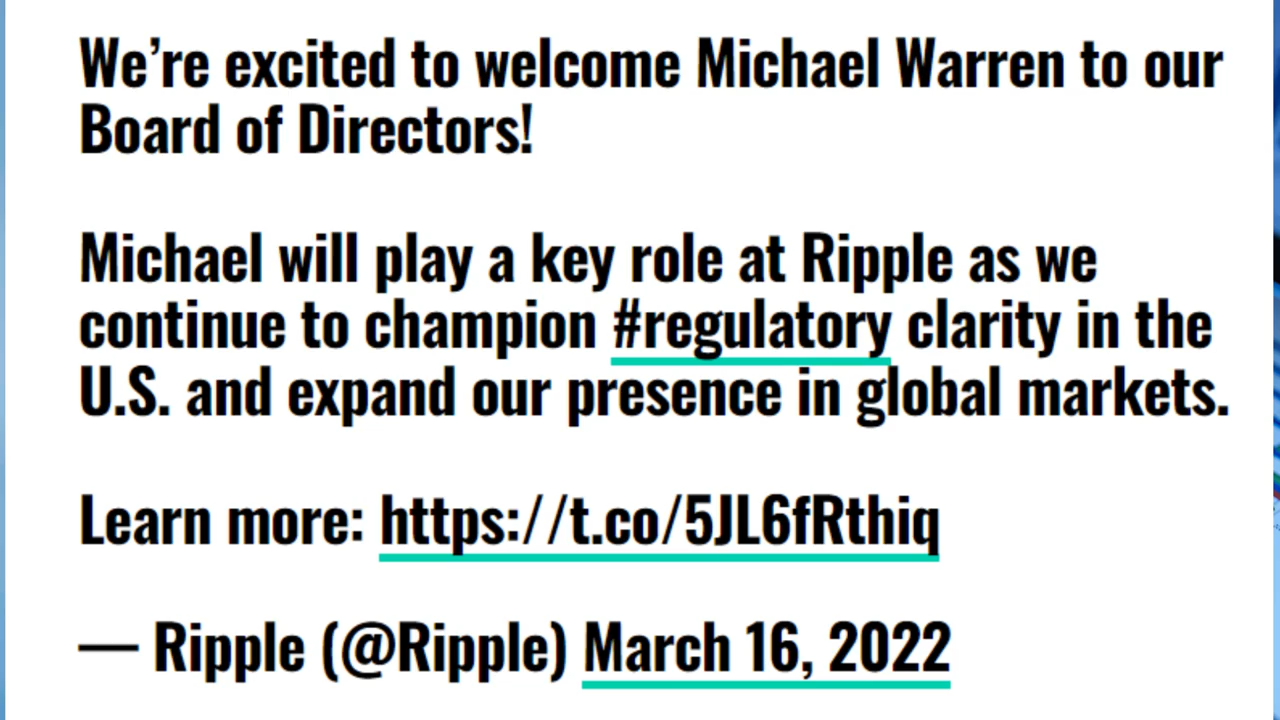 We’re excited to welcome Michael Warren to our
Board of Directors!
Michael will play a key role at Ripple as we
continue to champion #regulatory clarity in the
U.S. and expand our presence in global markets.
Learn more: https://t.co/5JL6fRthiq
— Ripple (@Ripple) March 16, 2022